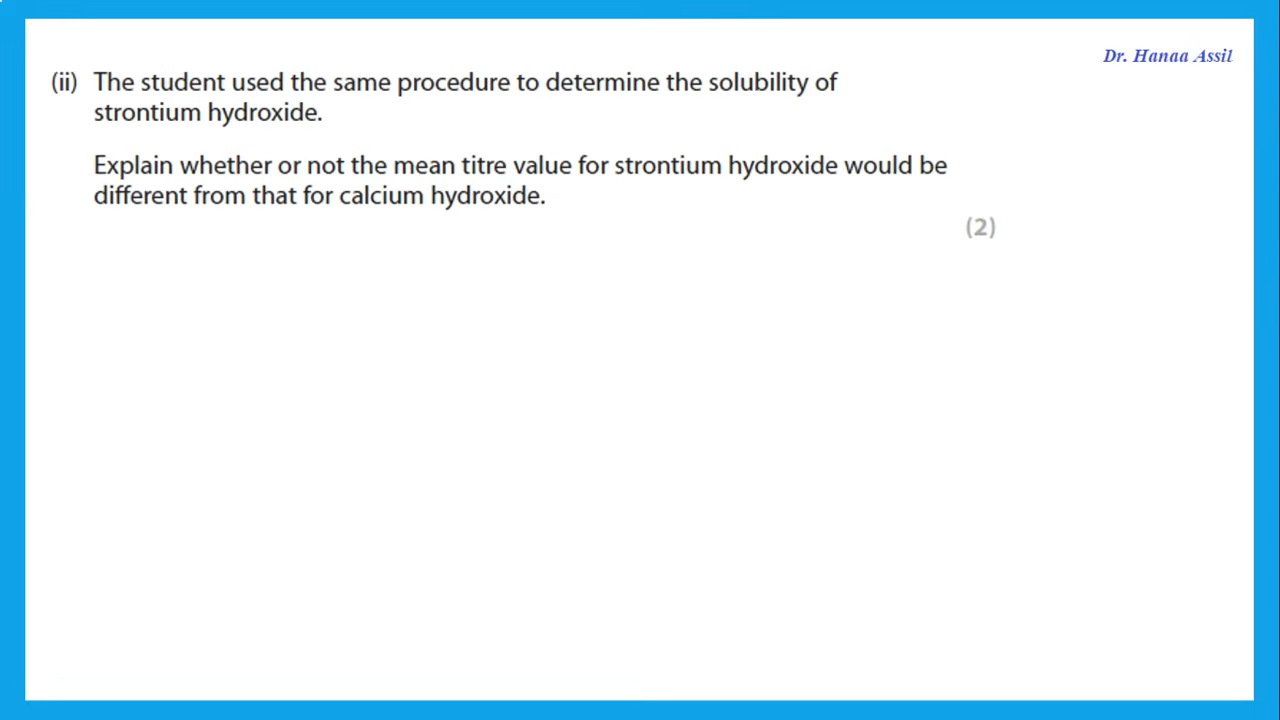 Dr. Hanaa Assil
(ii) The student used the same procedure to determine the solubility of
strontium hydroxide.
Explain whether or not the mean titre value for strontium hydroxide would be
different from that for calcium hydroxide.
(2)